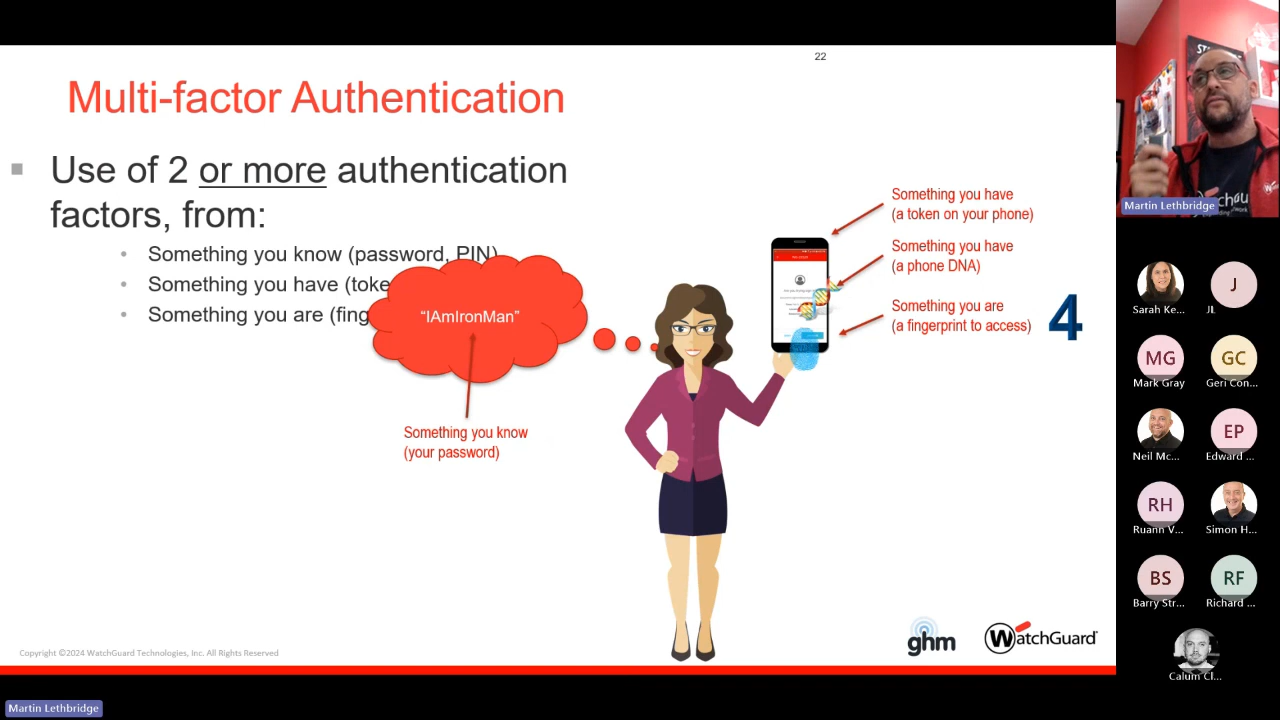 22
Multi-factor Authentication
Use of 2 or more authentication
factors, from:
Something you know (password, PIN)
Something you have (toke
Something you are (fing
"IAmIronMan"
Something you know
(your password)
Something you have
(a token on your phone)
Something you have
(a phone DNA)
Something you are
(a fingerprint to access)
4
Copyright ©2024 WatchGuard Technologies, Inc. All Rights Reserved
ghm
WatchGuard
Martin Lethbridge
Martin Lethbridge
Sarah Ke...
J
JL
MG
Mark Gray
GC
Geri Con...
Neil Mc...
EP
Edward ...
RH
Ruann V...
Simon H...
BS
Barry Str...
RF
Richard ...
Calum Cl...